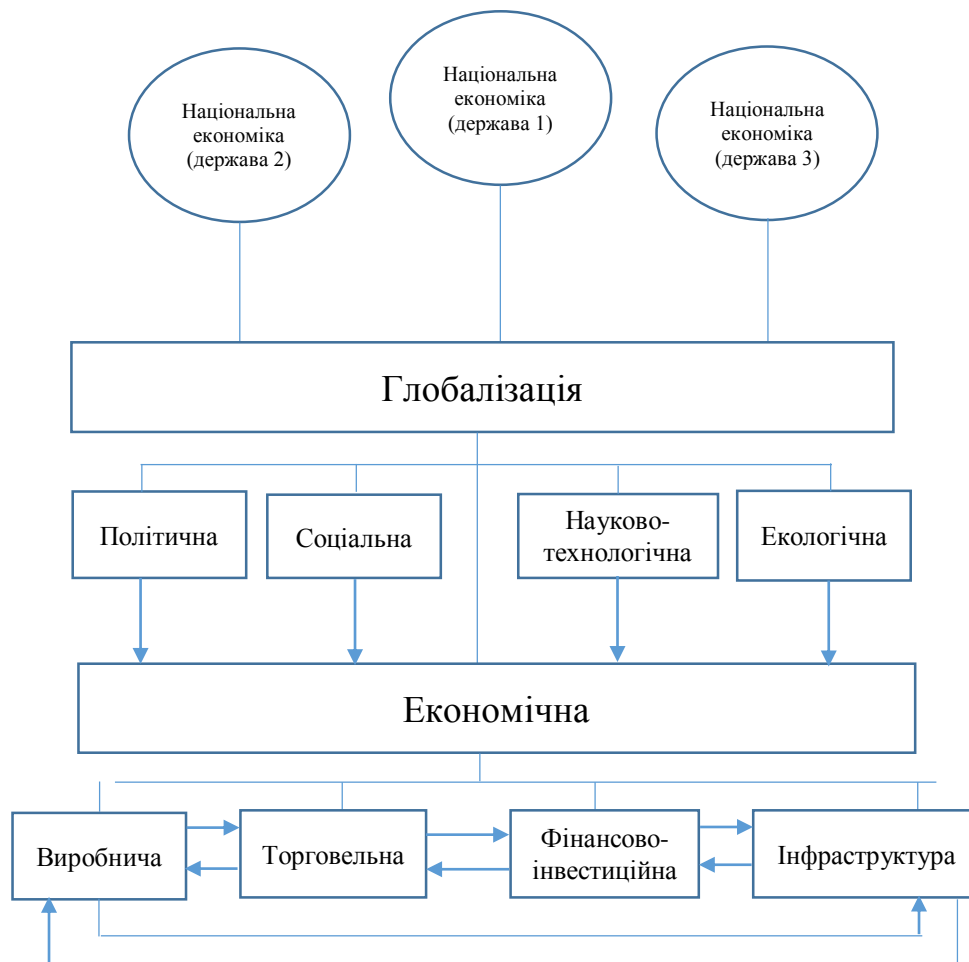 Національна
економіка
(держава 2)
Національна
економіка
(держава 1)
Національна
економіка
(держава 3)
Глобалізація
Політична
Соціальна
Науково-
технологічна
Екологічна
Економічна
Виробнича
Торговельна
Фінансово-
інвестиційна
Інфраструктура